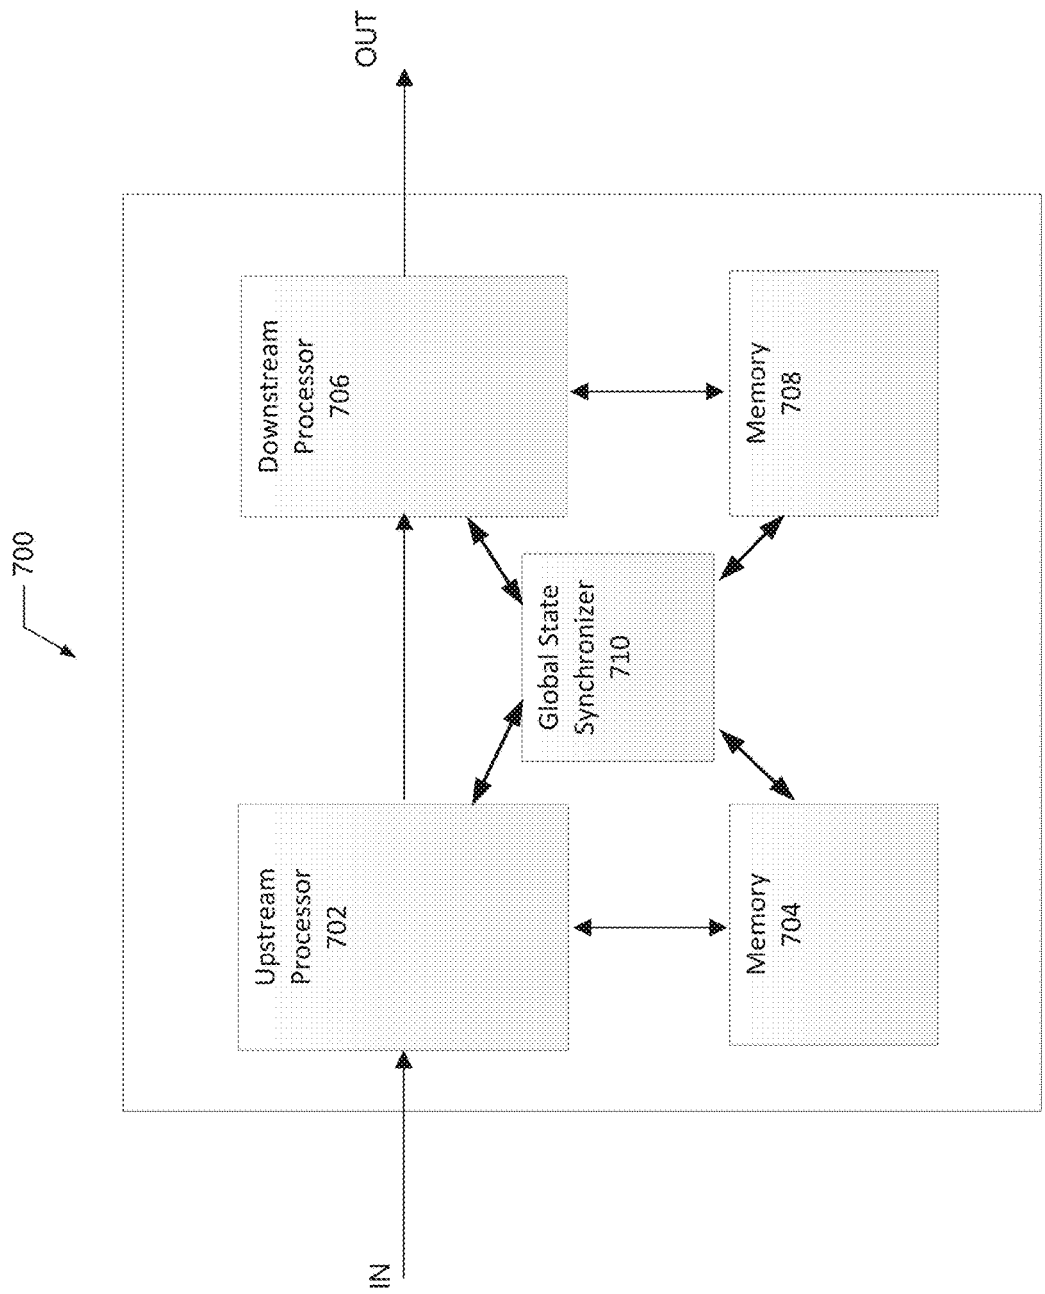 700
IN
Upstream
Processor
702
Downstream
Processor
706
OUT
Global State
Synchronizer
710
Memory
704
Memory
708